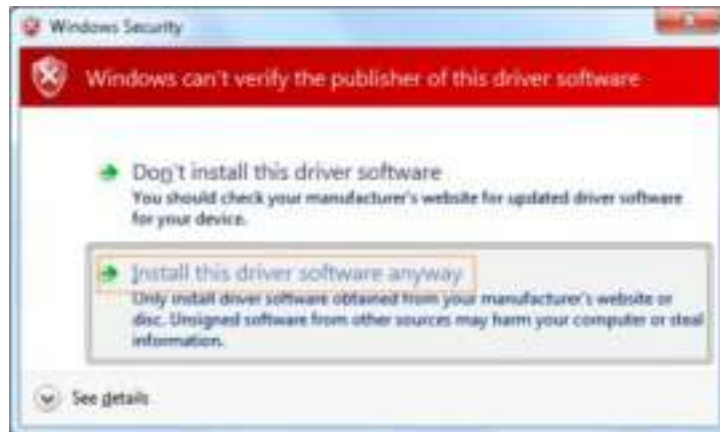 Windows Security
Windows can't verify the publisher of this driver software
Don't install this driver software
You should check your manufacturer's website for updated driver software
for your device.
Install this driver software anyway
Only install driver software obtained from your manufacturer's website or
disc. Unsigned software from other sources may harm your computer or steal
information.
See details